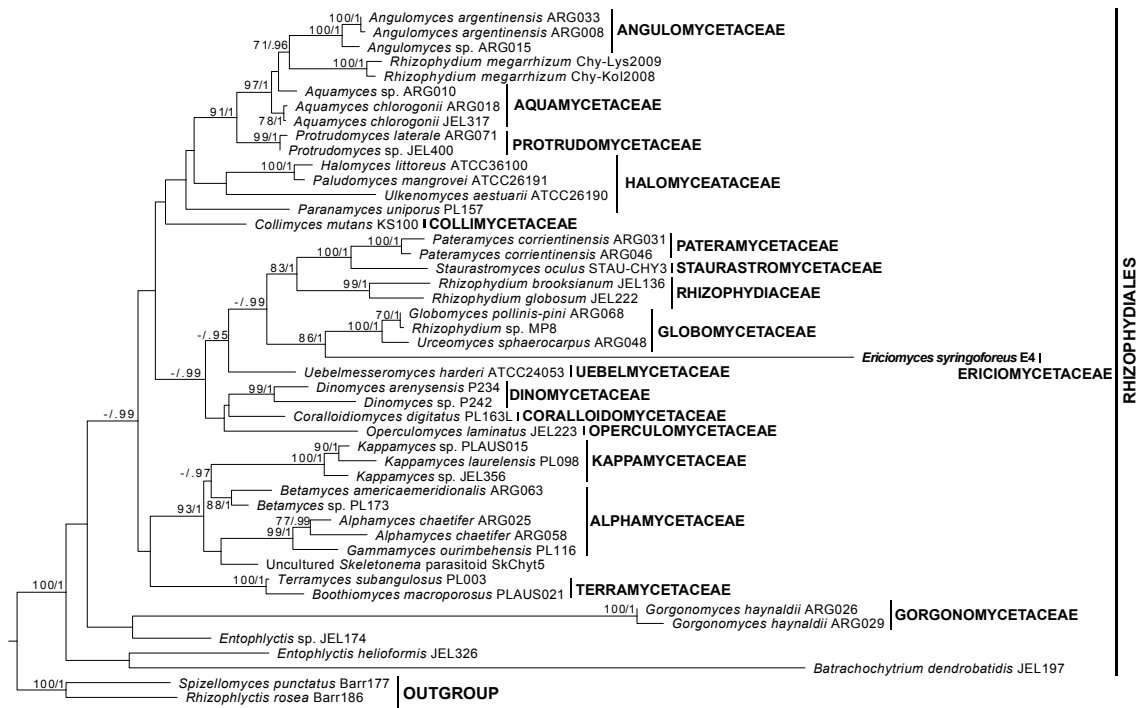 100/1 Angulomyces argentinensis ARG033
100/1 Angulomyces argentinensis ARG008
ANGULOMYCETACEAE
Angulomyces sp. ARG015
71/.96
100/1 Rhizophydium megarrhizum Chy-Lys2009
Rhizophydium megarrhizum Chy-Kol2008
97/1
Aquamyces sp. ARG010
Aquamyces chlorogonii ARG018
AQUAMYCETACEAE
91/1
78/1 Aquamyces chlorogonii JEL317
99/1 Protrudomyces laterale ARG071
PROTRUDOMYCETACEAE
Protrudomyces sp. JEL400
100/1 Halomyces littoreus ATCC36100
Paludomyces mangrovei ATCC26191
HALOMYCEATACEAE
Ulkenomyces aestuarii ATCC26190
Paranamyces uniporus PL157
Collimyces mutans KS100 COLLIMYCETACEAE
100/1 Pateramyces corrientinensis ARG031
PATERAMYCETACEAE
100/1 Pateramyces corrientinensis ARG046
83/1 Staurastromyces oculus STAU-CHY3 STAURASTROMYCETACEAE
99/1 Rhizophydium brooksianum JEL136
RHIZOPHYDIACEAE
Rhizophydium globosum JEL222
-/.99
70/1 Globomyces pollinis-pini ARG068
100/1 Rhizophydium sp. MP8
GLOBOMYCETACEAE
Urceomyces sphaerocarpus ARG048
-/.95
86/1
Ericiomyces syringoforeus E4
ERICIOMYCETACEAE
-/.99
Uebelmesseromyces harderi ATCC24053 UEBELMYCETACEAE
99/1 Dinomyces arenysensis P234
DINOMYCETACEAE
Dinomyces sp. P242
Coralloidiomyces digitatus PL163L CORALLOIDOMYCETACEAE
-/.99
Operculomyces laminatus JEL223 OPERCULOMYCETACEAE
90/1 Kappamyces sp. PLAUS015
100/1 Kappamyces laurelensis PL098
KAPPAMYCETACEAE
-/.97
Kappamyces sp. JEL356
Betamyces americaemeridionalis ARG063
88/1 Betamyces sp. PL173
93/1
77/.99 Alphamyces chaetifer ARG025
ALPHAMYCETACEAE
99/1 Alphamyces chaetifer ARG058
Gammamyces ourimbehensis PL116
Uncultured Skeletonema parasitoid SkChyt5
100/1 Terramyces subangulosus PL003
TERRAMYCETACEAE
Boothiomyces macroporosus PLAUS021
100/1
100/1 Gorgonomyces haynaldii ARG026
GORGONOMYCETACEAE
Gorgonomyces haynaldii ARG029
Entophlyctis sp. JEL174
Entophlyctis helioformis JEL326
Batrachochytrium dendrobatidis JEL197
100/1 Spizellomyces punctatus Barr177
OUTGROUP
Rhizophlyctis rosea Barr186
RHIZOPHYDIALES